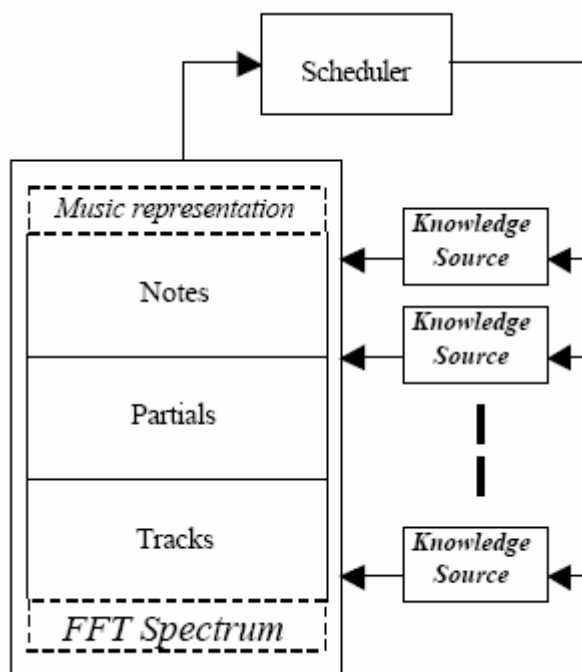 Scheduler
Music representation
Notes
Partials
Tracks
FFT Spectrum
Knowledge
Source
Knowledge
Source
Knowledge
Source